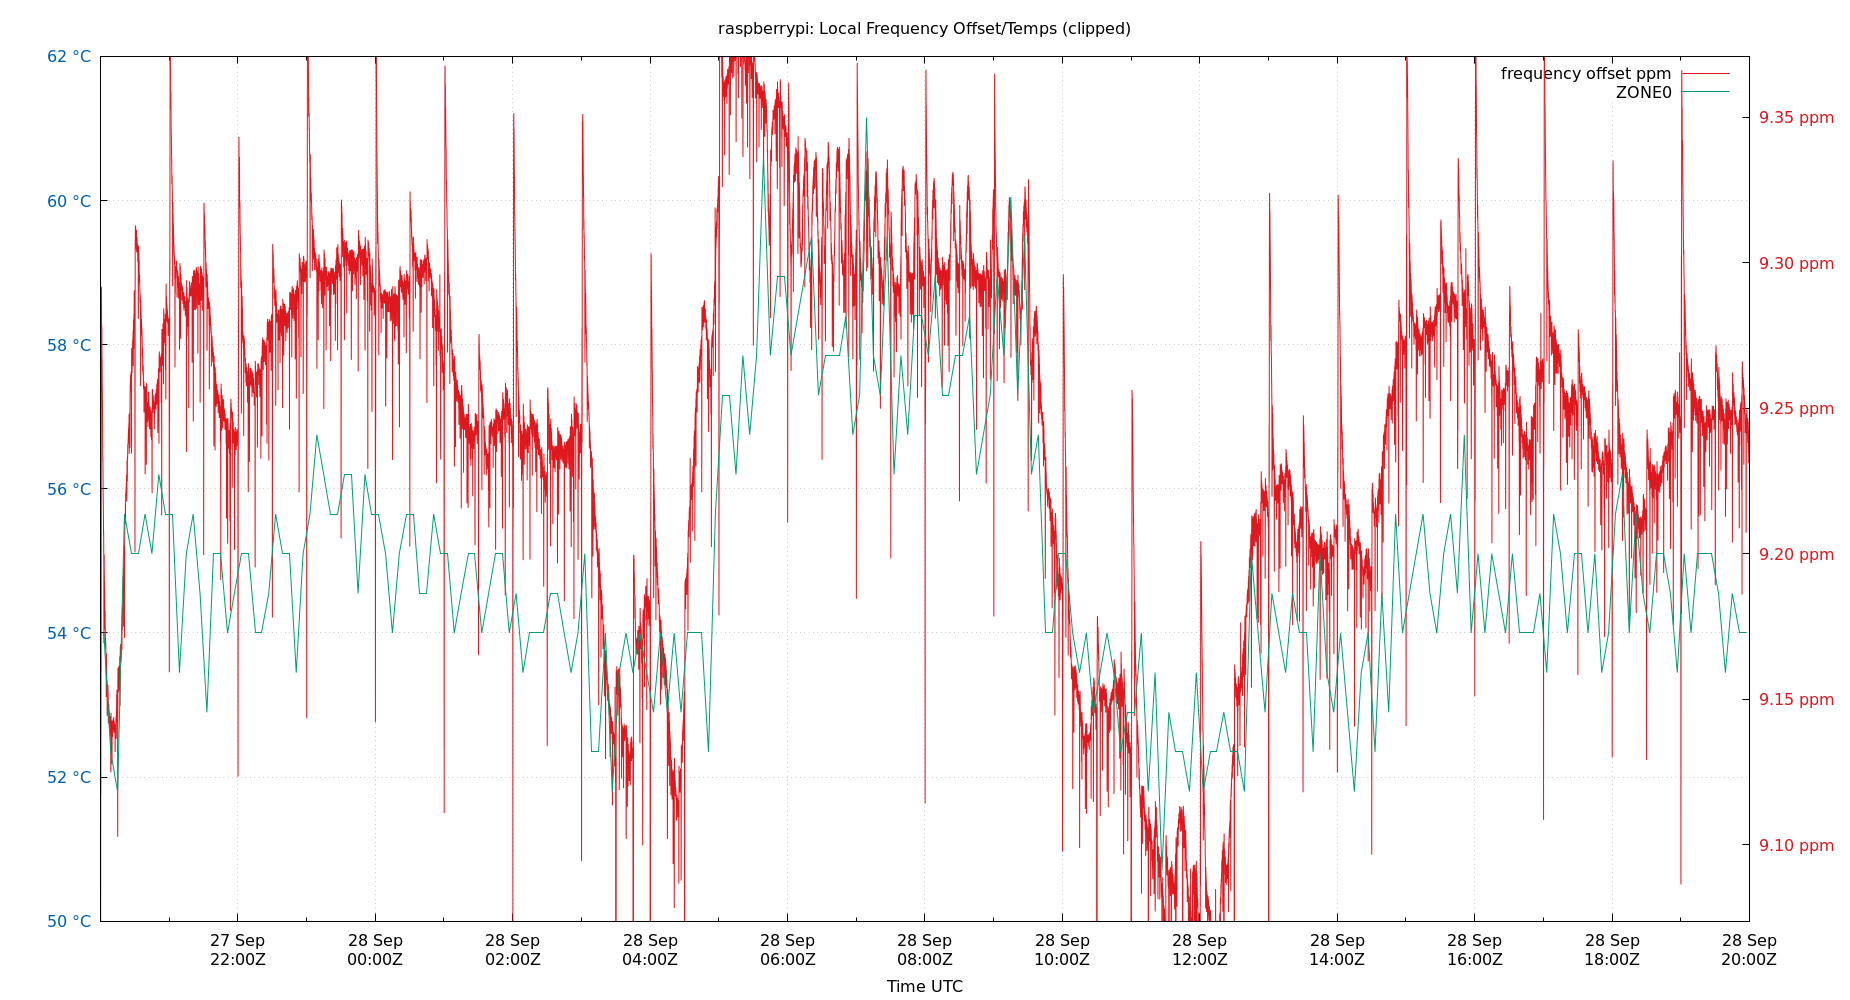 raspberrypi: Local Frequency Offset/Temps (clipped)
62 °C
60 °C
58 °C
56 °C
54 °C
52 °C
50 °C
frequency offset ppm
ZONE0
9.35 ppm
9.30 ppm
9.25 ppm
9.20 ppm
9.15 ppm
9.10 ppm
27 Sep 28 Sep 28 Sep 28 Sep 28 Sep 28 Sep 28 Sep 28 Sep 28 Sep 28 Sep 28 Sep 28 Sep
22:00Z 00:00Z 02:00Z 04:00Z 06:00Z 08:00Z 10:00Z 12:00Z 14:00Z 16:00Z 18:00Z 20:00Z
Time UTC